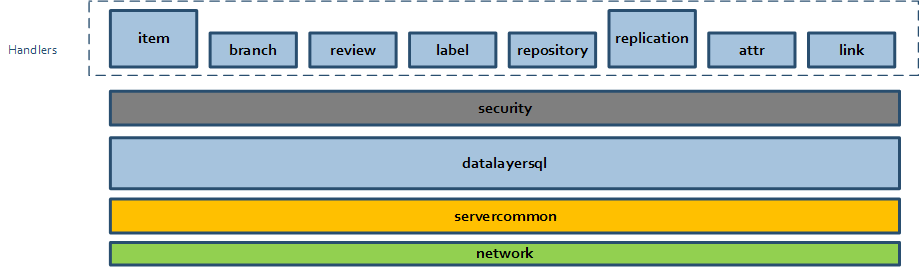 Handlers
item
branch
review
label
repository
replication
attr
link
security
datalayersql
servercommon
network